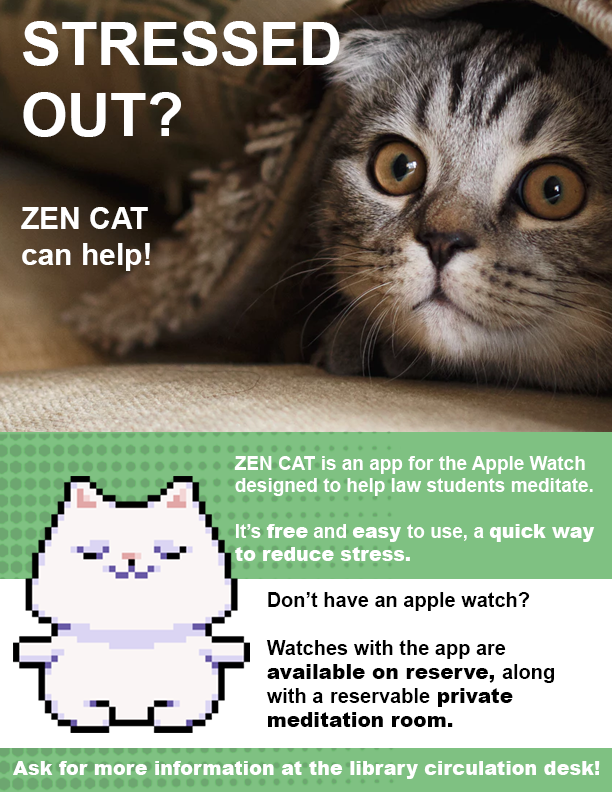 STRESSED
OUT?
ZEN CAT
can help!
ZEN CAT is an app for the Apple Watch
designed to help law students meditate.
It’s free and easy to use, a quick way
to reduce stress.
Don’t have an apple watch?
Watches with the app are
available on reserve, along
with a reservable private
meditation room.
Ask for more information at the library circulation desk!